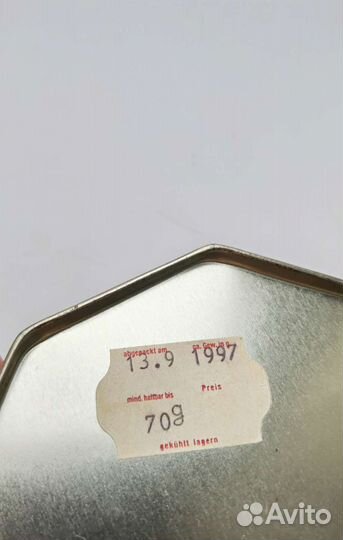 abgepackt am ca. Gew. in g
13.9 1997
mind. haltbar bis Preis
70g
gekühlt lagern
Avito